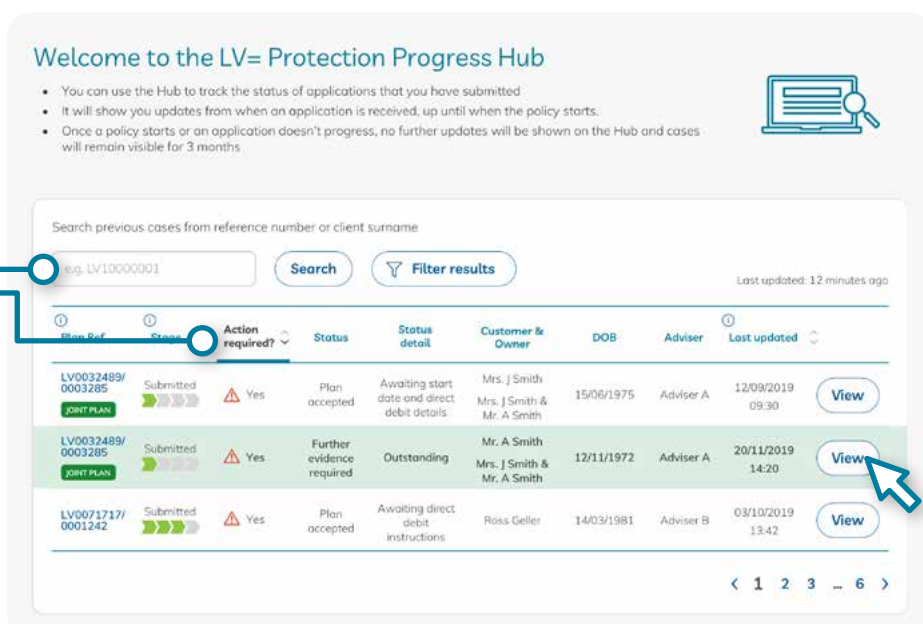 Welcome to the LV= Protection Progress Hub
• You can use the Hub to track the status of applications that you have submitted
• It will show you updates from when an application is received, up until when the policy starts.
• Once a policy starts or an application doesn't progress, no further updates will be shown on the Hub and cases
will remain visible for 3 months
Search previous cases from reference number or client surname
e.g. LV10000001
Search
Filter results
Last updated: 12 minutes ago
Plan Ref
Stage
Action
required?
Status
Status
detail
Customer &
Owner
DOB
Adviser
Last updated
LV0032489/
0003285
JOINT PLAN
Submitted
Yes
Plan
accepted
Awaiting start
date and direct
debit details
Mrs. J Smith
Mrs. J Smith &
Mr. A Smith
15/06/1975
Adviser A
12/09/2019
09:30
View
LV0032489/
0003285
JOINT PLAN
Submitted
Yes
Further
evidence
required
Outstanding
Mr. A Smith
Mrs. J Smith &
Mr. A Smith
12/11/1972
Adviser A
20/11/2019
14:20
View
LV0071717/
0001242
Submitted
Yes
Plan
accepted
Awaiting direct
debit
instructions
Ross Geller
14/03/1981
Adviser B
03/10/2019
13:42
View
< 1 2 3 ... 6 >